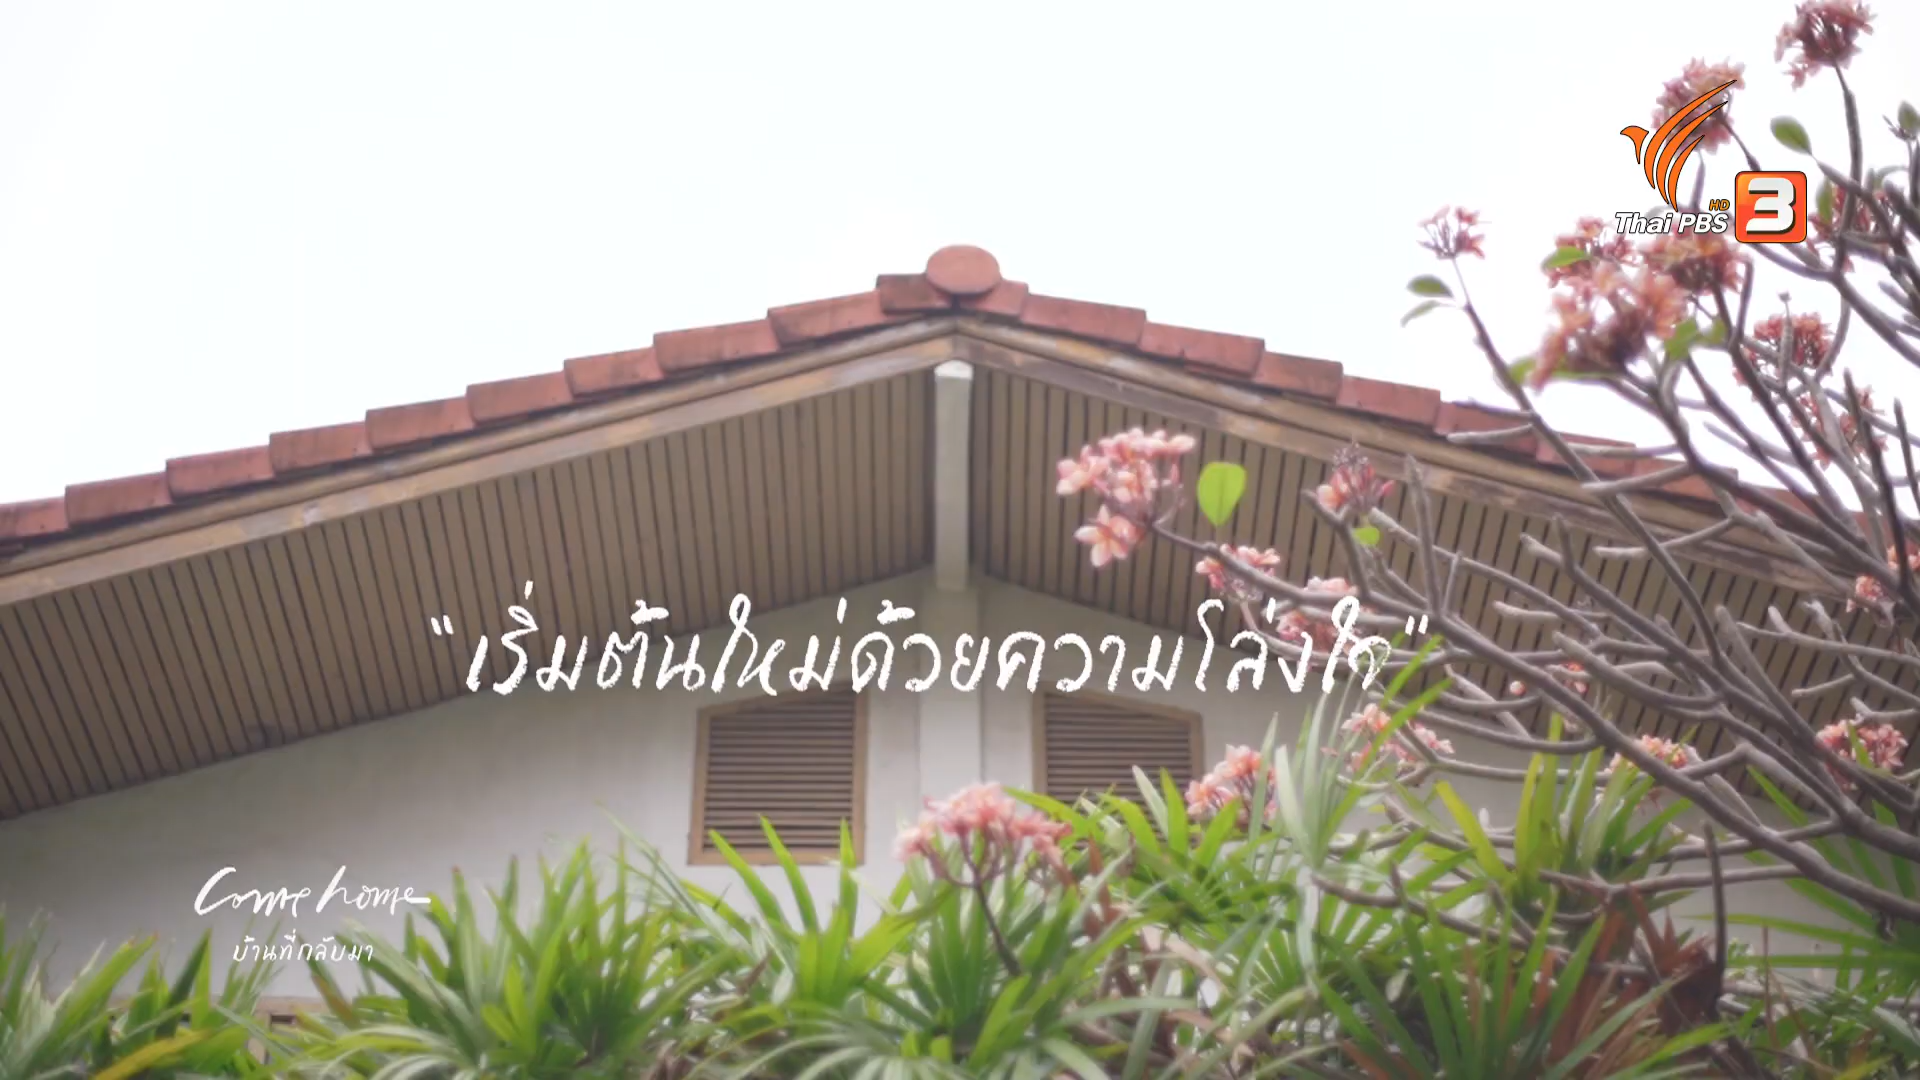 HD
Thai PBS 3
"เริ่มต้นใหม่ด้วยความโล่งใจ"
Come home
บ้านที่กลับมา